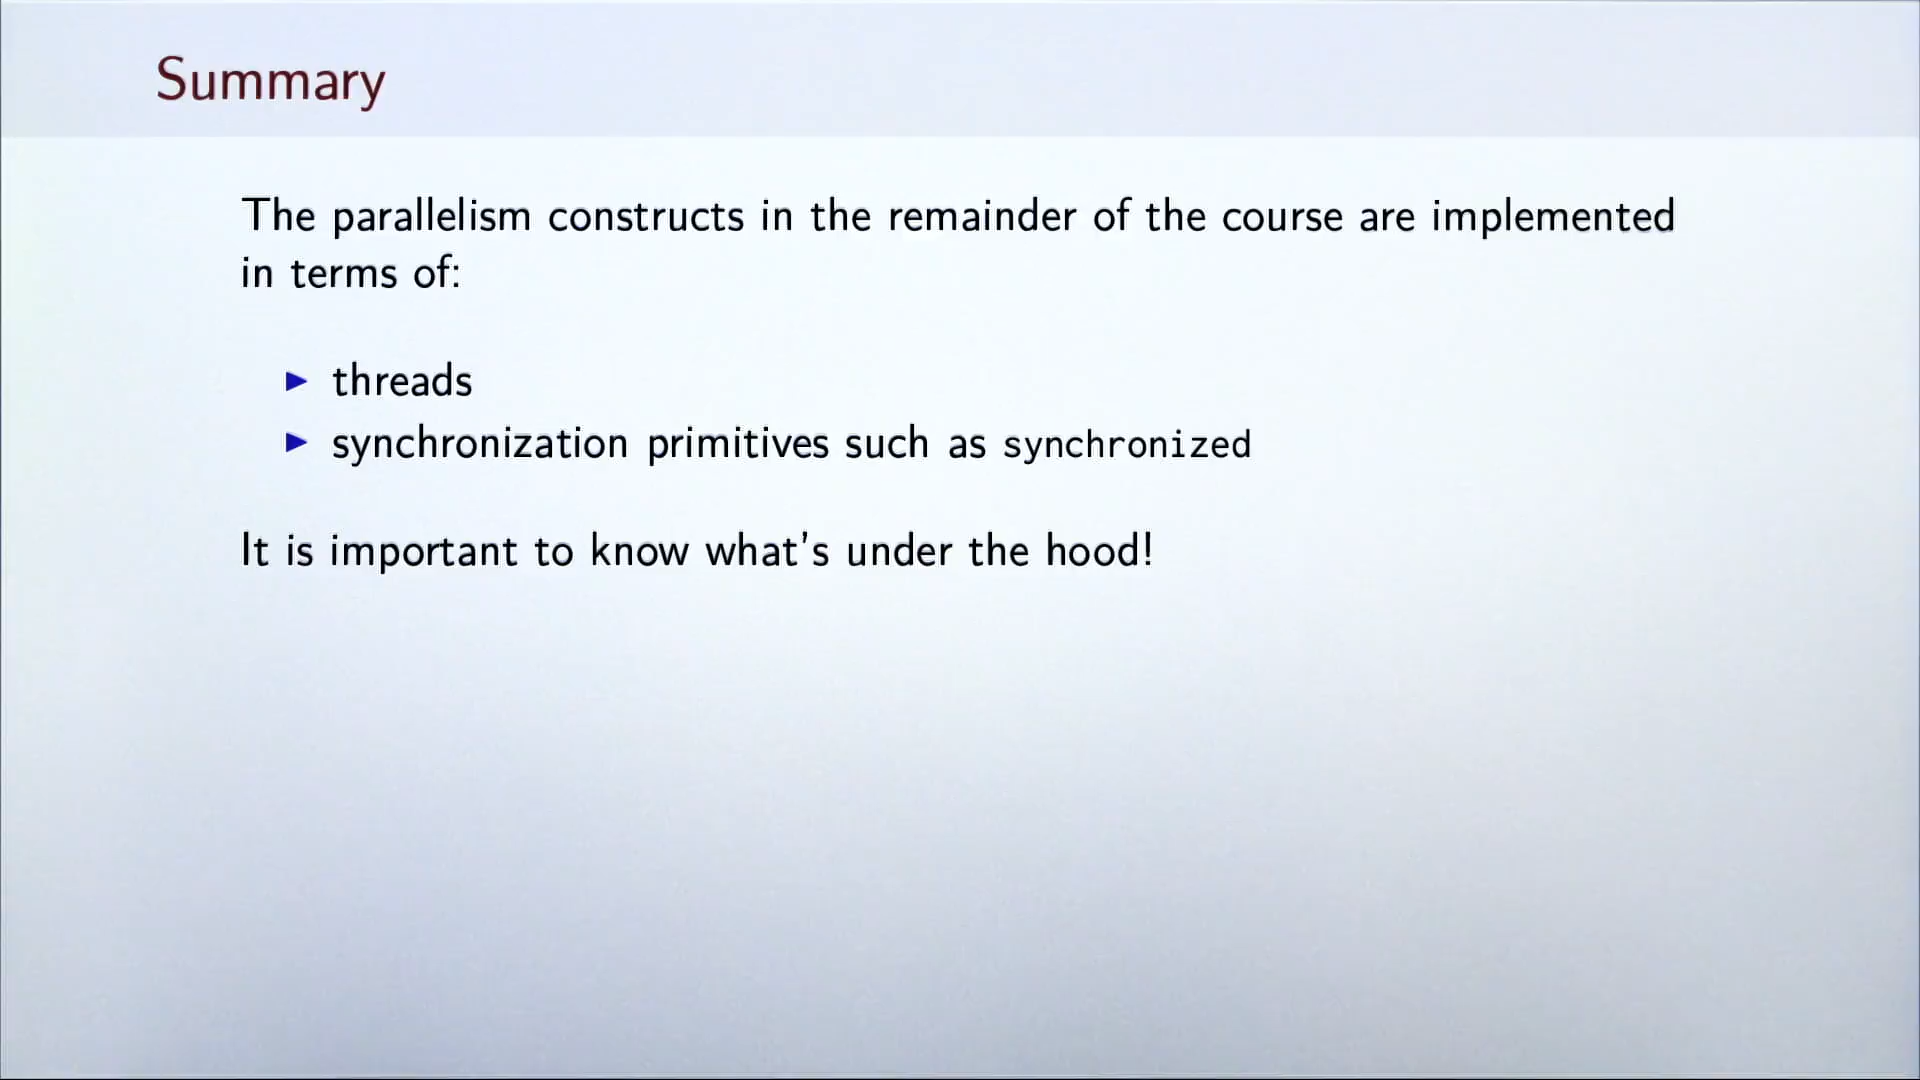 Summary
The parallelism constructs in the remainder of the course are implemented
in terms of:
▶ threads
▶ synchronization primitives such as synchronized
It is important to know what's under the hood!